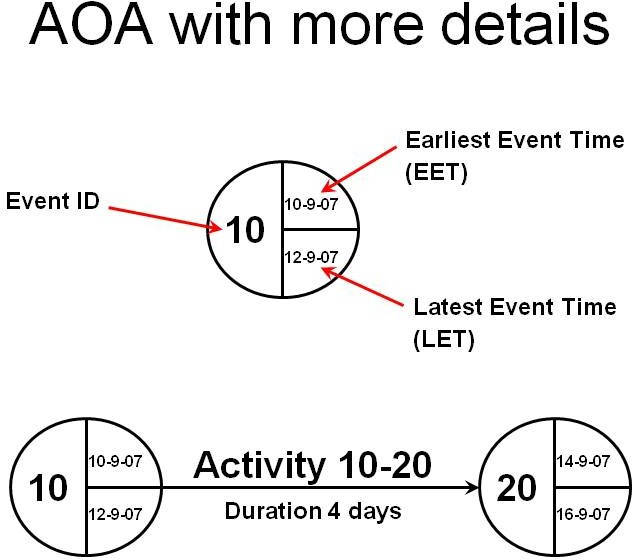 AOA with more details
Earliest Event Time
(EET)
Event ID
10
10-9-07
12-9-07
Latest Event Time
(LET)
10
10-9-07
12-9-07
Activity 10-20
Duration 4 days
20
14-9-07
16-9-07